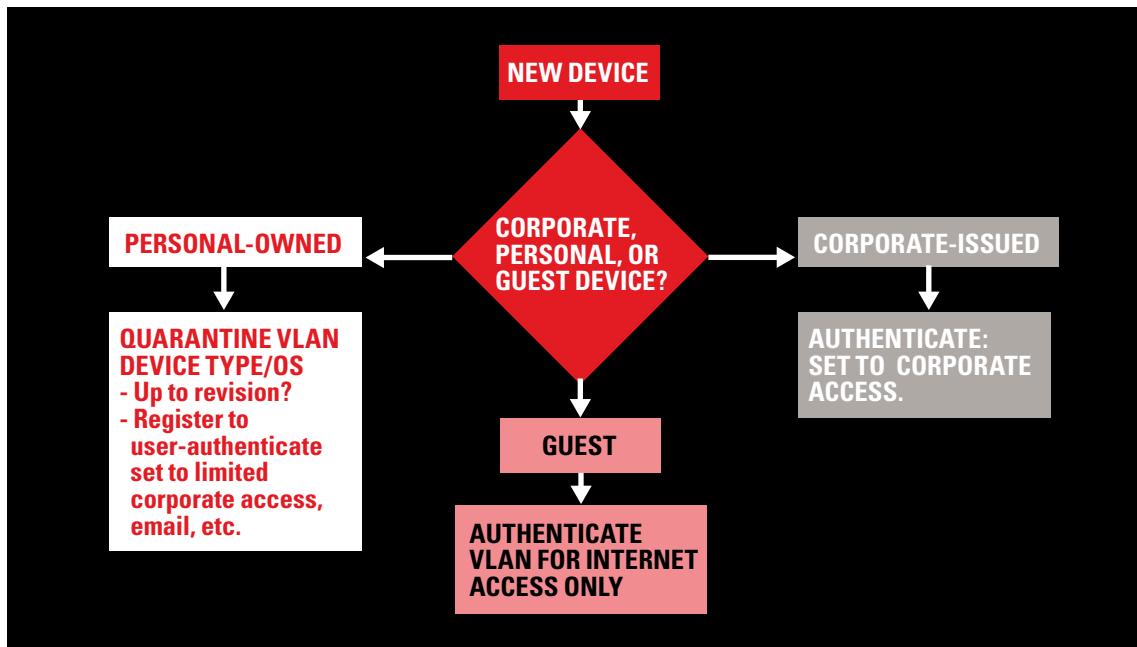 NEW DEVICE
CORPORATE,
PERSONAL, OR
GUEST DEVICE?
PERSONAL-OWNED
QUARANTINE VLAN
DEVICE TYPE/OS
- Up to revision?
- Register to
user-authenticate
set to limited
corporate access,
email, etc.
GUEST
AUTHENTICATE
VLAN FOR INTERNET
ACCESS ONLY
CORPORATE-ISSUED
AUTHENTICATE:
SET TO CORPORATE
ACCESS.